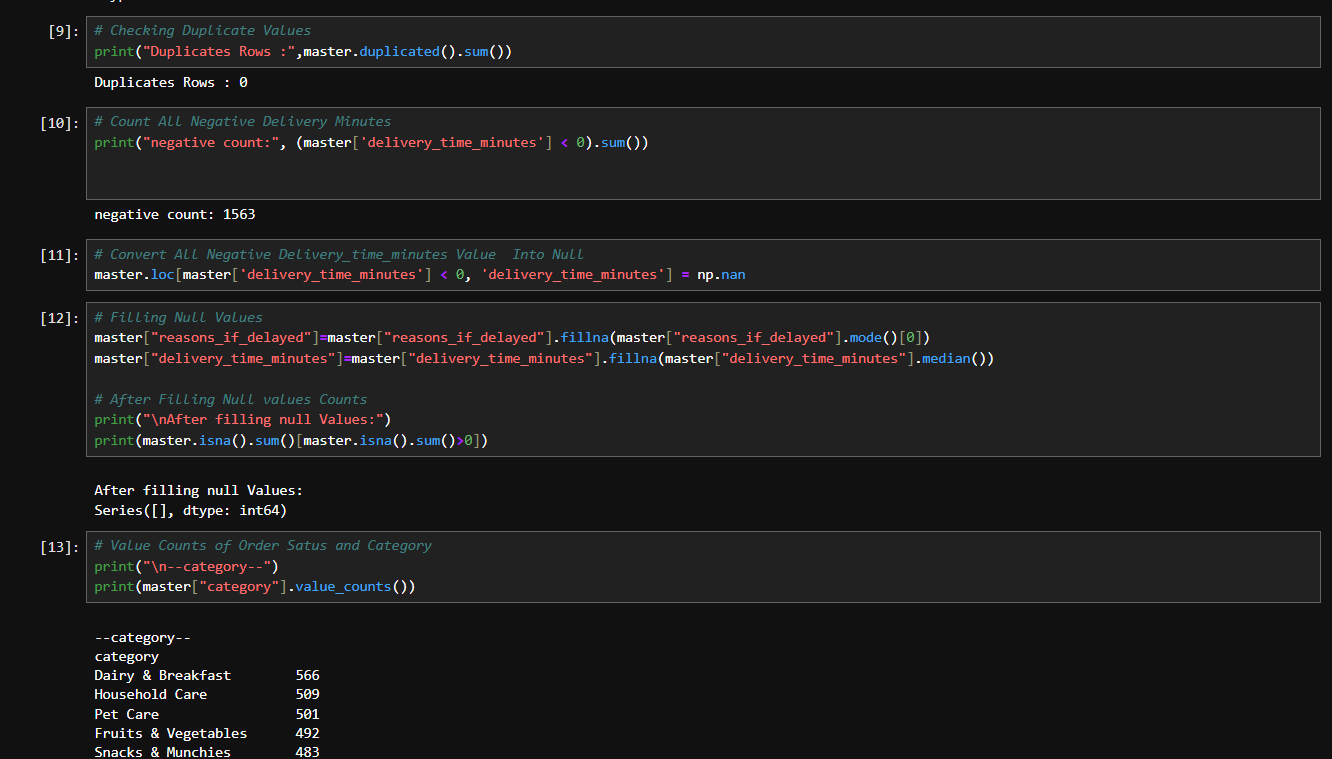 [9]: # Checking Duplicate Values
print("Duplicates Rows :",master.duplicated().sum())
Duplicates Rows : 0
[10]: # Count All Negative Delivery Minutes
print("negative count:", (master['delivery_time_minutes'] < 0).sum())
negative count: 1563
[11]: # Convert All Negative Delivery_time_minutes Value  Into Null
master.loc[master['delivery_time_minutes'] < 0, 'delivery_time_minutes'] = np.nan
[12]: # Filling Null Values
master["reasons_if_delayed"]=master["reasons_if_delayed"].fillna(master["reasons_if_delayed"].mode()[0])
master["delivery_time_minutes"]=master["delivery_time_minutes"].fillna(master["delivery_time_minutes"].median())
# After Filling Null values Counts
print("\nAfter filling null Values:")
print(master.isna().sum()[master.isna().sum()>0])
After filling null Values:
Series([], dtype: int64)
[13]: # Value Counts of Order Satus and Category
print("\n--category--")
print(master["category"].value_counts())
--category--
category
Dairy & Breakfast 566
Household Care 509
Pet Care 501
Fruits & Vegetables 492
Snacks & Munchies 483